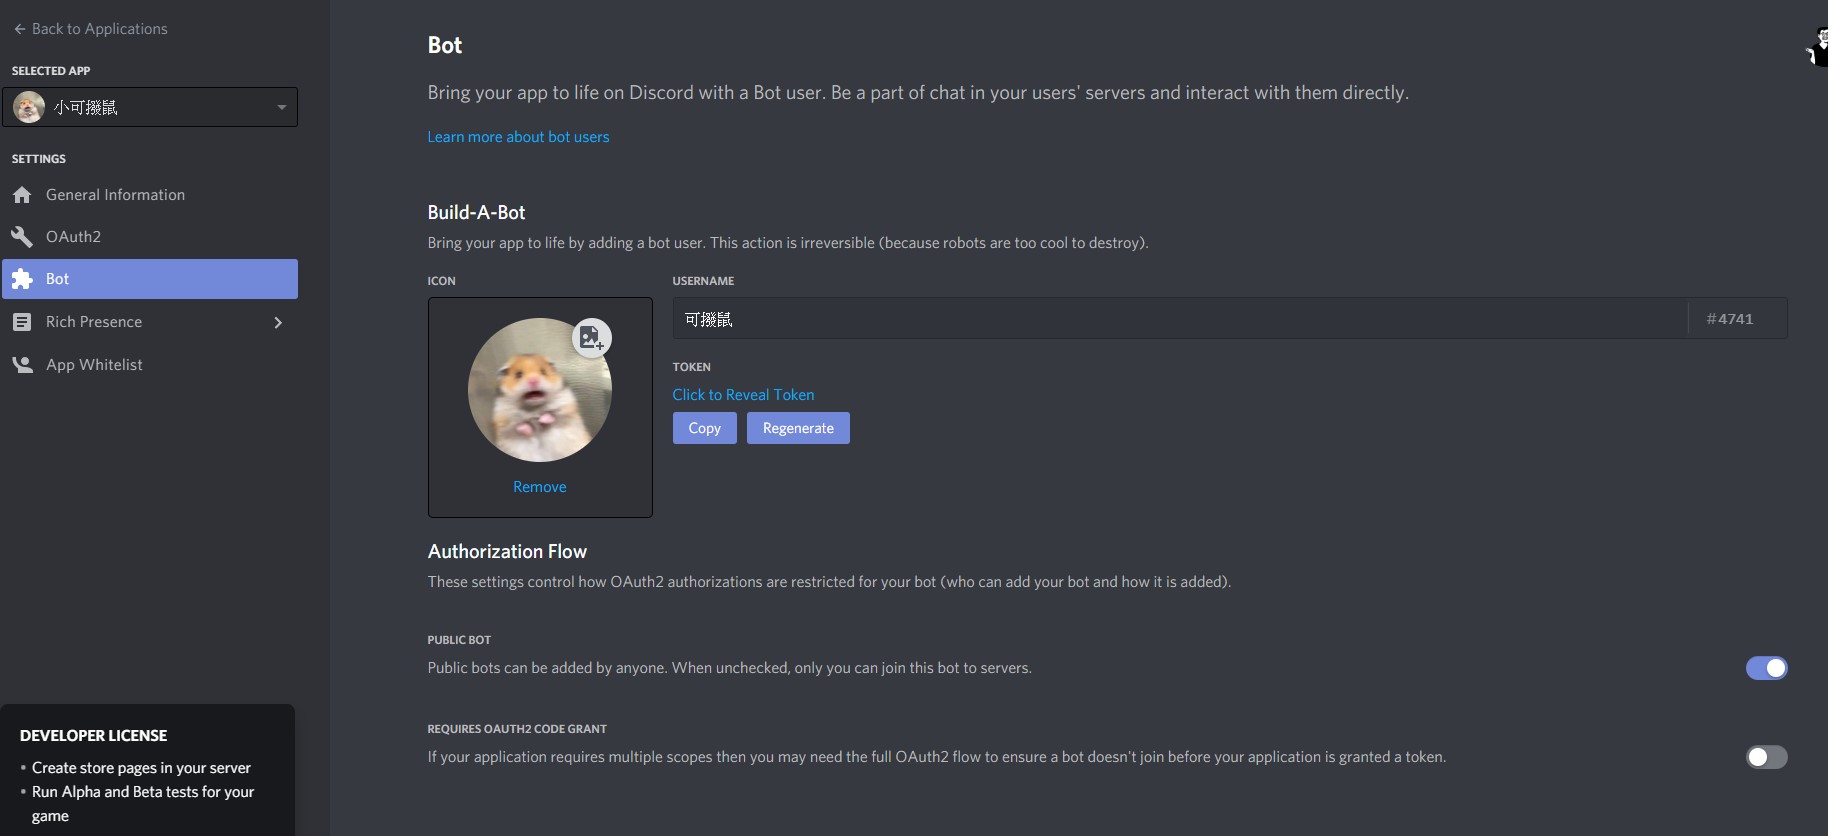 Back to Applications
SELECTED APP
小可撥鼠
SETTINGS
General Information
OAuth2
Bot
Rich Presence
App Whitelist
DEVELOPER LICENSE
• Create store pages in your server
• Run Alpha and Beta tests for your
game
Bot
Bring your app to life on Discord with a Bot user. Be a part of chat in your users' servers and interact with them directly.
Learn more about bot users
Build-A-Bot
Bring your app to life by adding a bot user. This action is irreversible (because robots are too cool to destroy).
ICON
Remove
USERNAME
可撥鼠
#4741
TOKEN
Click to Reveal Token
Copy Regenerate
Authorization Flow
These settings control how OAuth2 authorizations are restricted for your bot (who can add your bot and how it is added).
PUBLIC BOT
Public bots can be added by anyone. When unchecked, only you can join this bot to servers.
REQUIRES OAUTH2 CODE GRANT
If your application requires multiple scopes then you may need the full OAuth2 flow to ensure a bot doesn't join before your application is granted a token.